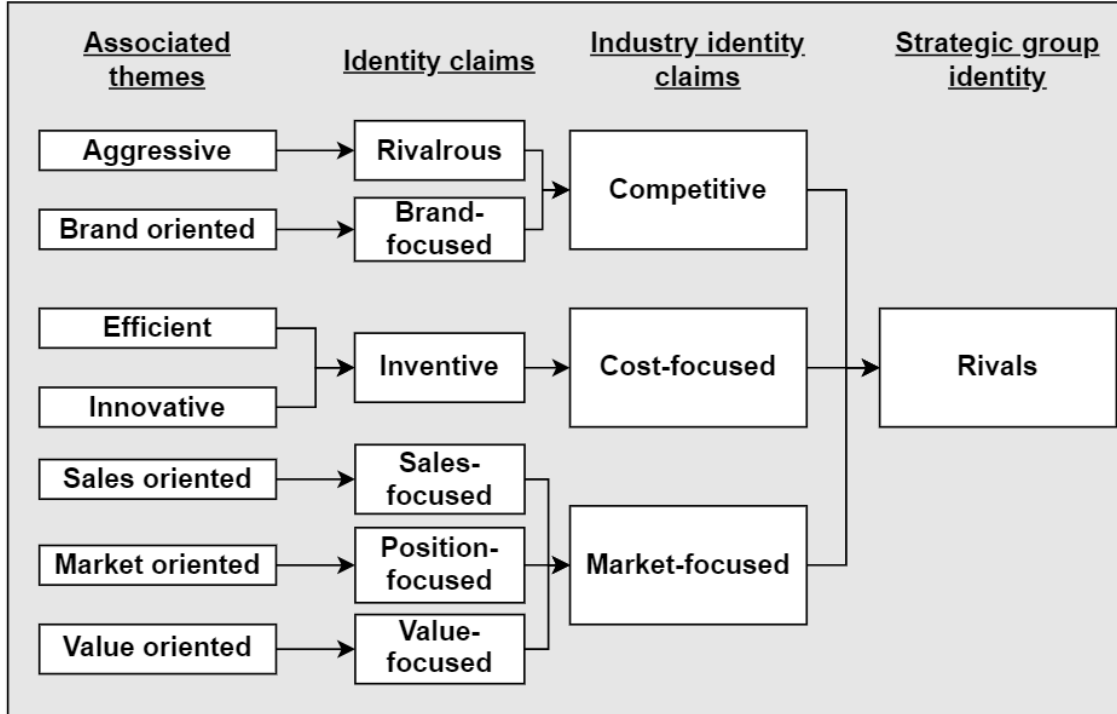 Associated
themes
Identity claims
Industry identity
claims
Strategic group
identity
Aggressive
Rivalrous
Competitive
Brand oriented
Brand-
focused
Efficient
Inventive
Cost-focused
Rivals
Innovative
Sales oriented
Sales-
focused
Market oriented
Position-
focused
Market-focused
Value oriented
Value-
focused